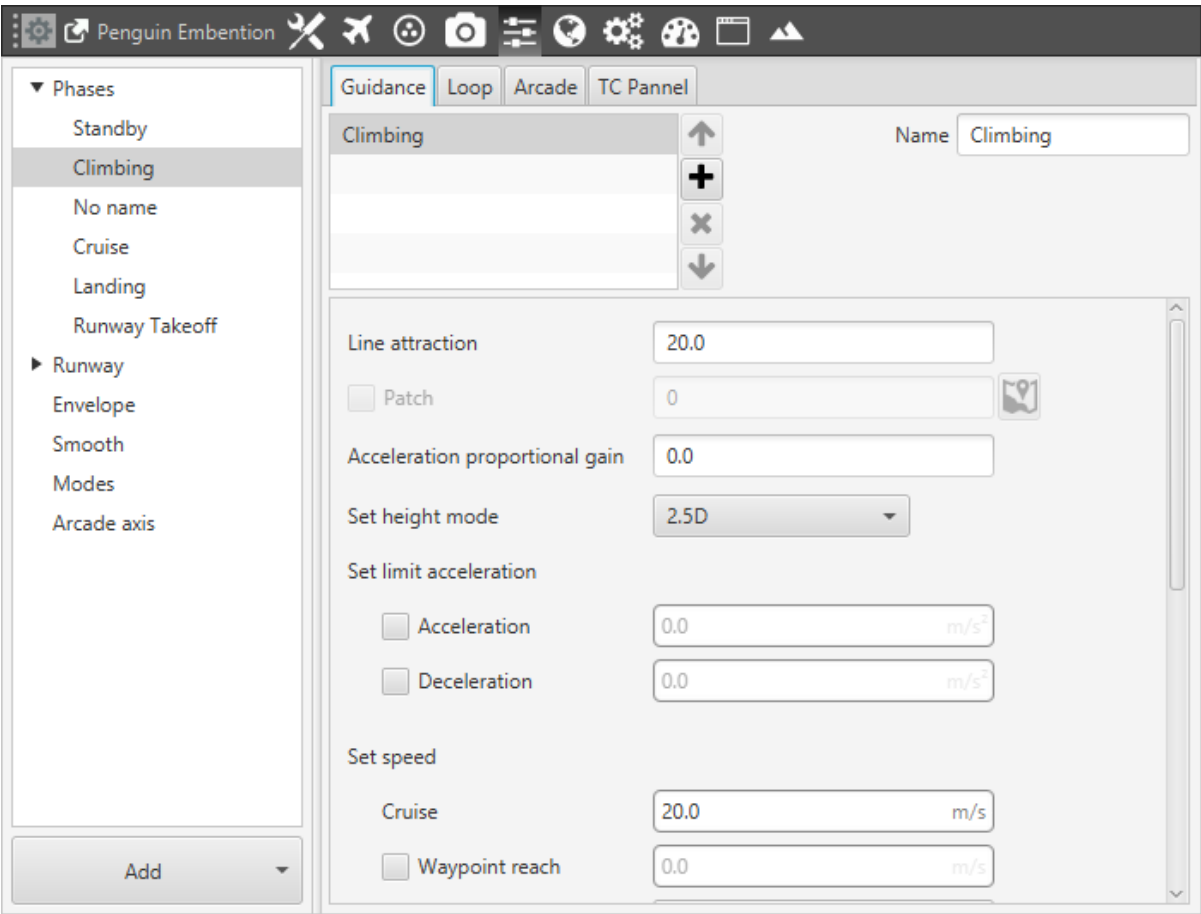 Penguin Embention
Phases
Standby
Climbing
No name
Cruise
Landing
Runway Takeoff
Runway
Envelope
Smooth
Modes
Arcade axis
Add
Guidance Loop Arcade TC Pannel
Climbing
Name Climbing
Line attraction 20.0
Patch 0
Acceleration proportional gain 0.0
Set height mode 2.5D
Set limit acceleration
Acceleration 0.0 m/s²
Deceleration 0.0 m/s²
Set speed
Cruise 20.0 m/s
Waypoint reach 0.0 m/s